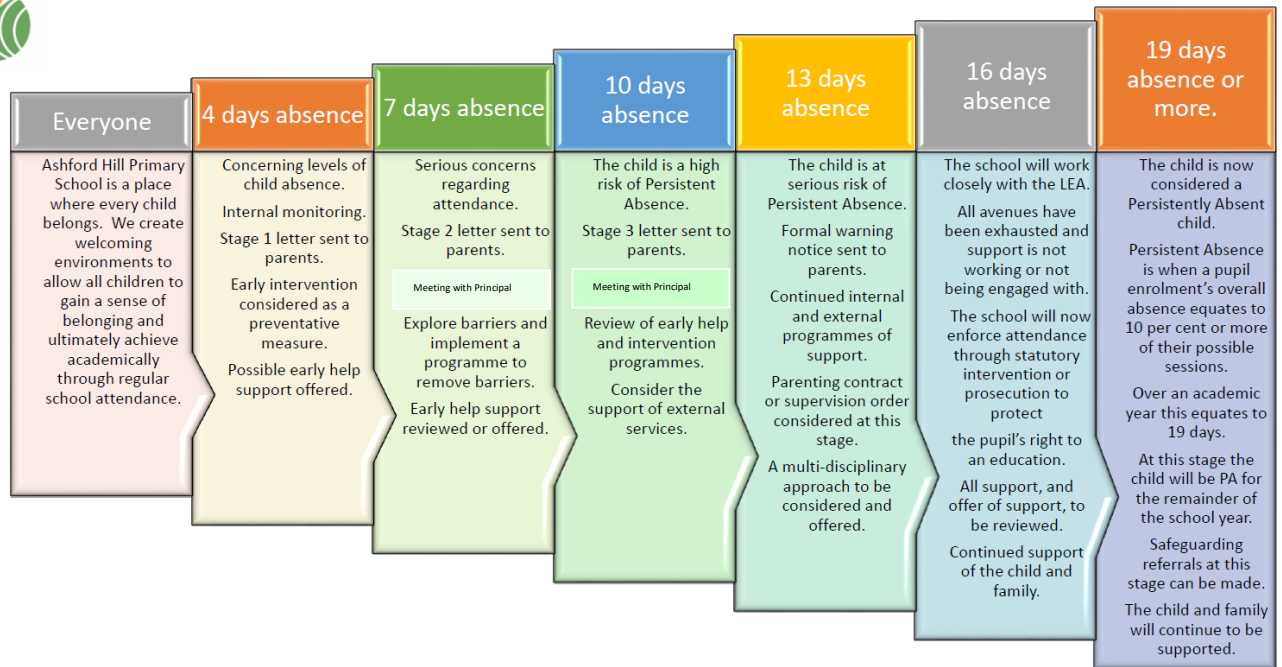 Everyone
Ashford Hill Primary
School is a place
where every child
belongs.  We create
welcoming
environments to
allow all children to
gain a sense of
belonging and
ultimately achieve
academically
through regular
school attendance.
4 days absence
Concerning levels of
child absence.
Internal monitoring.
Stage 1 letter sent to
parents.
Early intervention
considered as a
preventative
measure.
Possible early help
support offered.
7 days absence
Serious concerns
regarding
attendance.
Stage 2 letter sent to
parents.
Meeting with Principal
Explore barriers and
implement a
programme to
remove barriers.
Early help support
reviewed or offered.
10 days
absence
The child is a high
risk of Persistent
Absence.
Stage 3 letter sent to
parents.
Meeting with Principal
Review of early help
and intervention
programmes.
Consider the
support of external
services.
13 days
absence
The child is at
serious risk of
Persistent Absence.
Formal warning
notice sent to
parents.
Continued internal
and external
programmes of
support.
Parenting contract
or supervision order
considered at this
stage.
A multi-disciplinary
approach to be
considered and
offered.
16 days
absence
The school will work
closely with the LEA.
All avenues have
been exhausted and
support is not
working or not
being engaged with.
The school will now
enforce attendance
through statutory
intervention or
prosecution to
protect
the pupil's right to
an education.
All support, and
offer of support, to
be reviewed.
Continued support
of the child and
family.
19 days
absence or
more.
The child is now
considered a
Persistently Absent
child.
Persistent Absence
is when a pupil
enrolment's overall
absence equates to
10 per cent or more
of their possible
sessions.
Over an academic
year this equates to
19 days.
At this stage the
child will be PA for
the remainder of
the school year.
Safeguarding
referrals at this
stage can be made.
The child and family
will continue to be
supported.